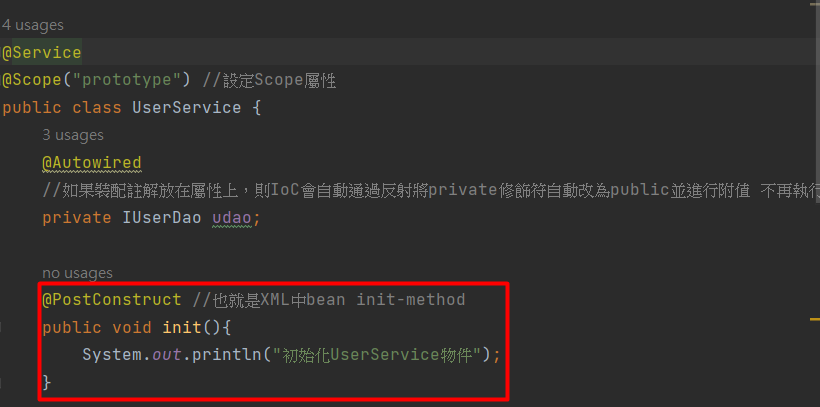 4 usages
@Service
@Scope("prototype") //設定Scope屬性
public class UserService {
3 usages
@Autowired
//如果裝配註解放在屬性上，則IoC會自動通過反射將private修飾符自動改為public並進行附值 不再執行
private IUserDao udao;
no usages
@PostConstruct //也就是XML中bean init-method
public void init(){
System.out.println("初始化UserService物件");
}